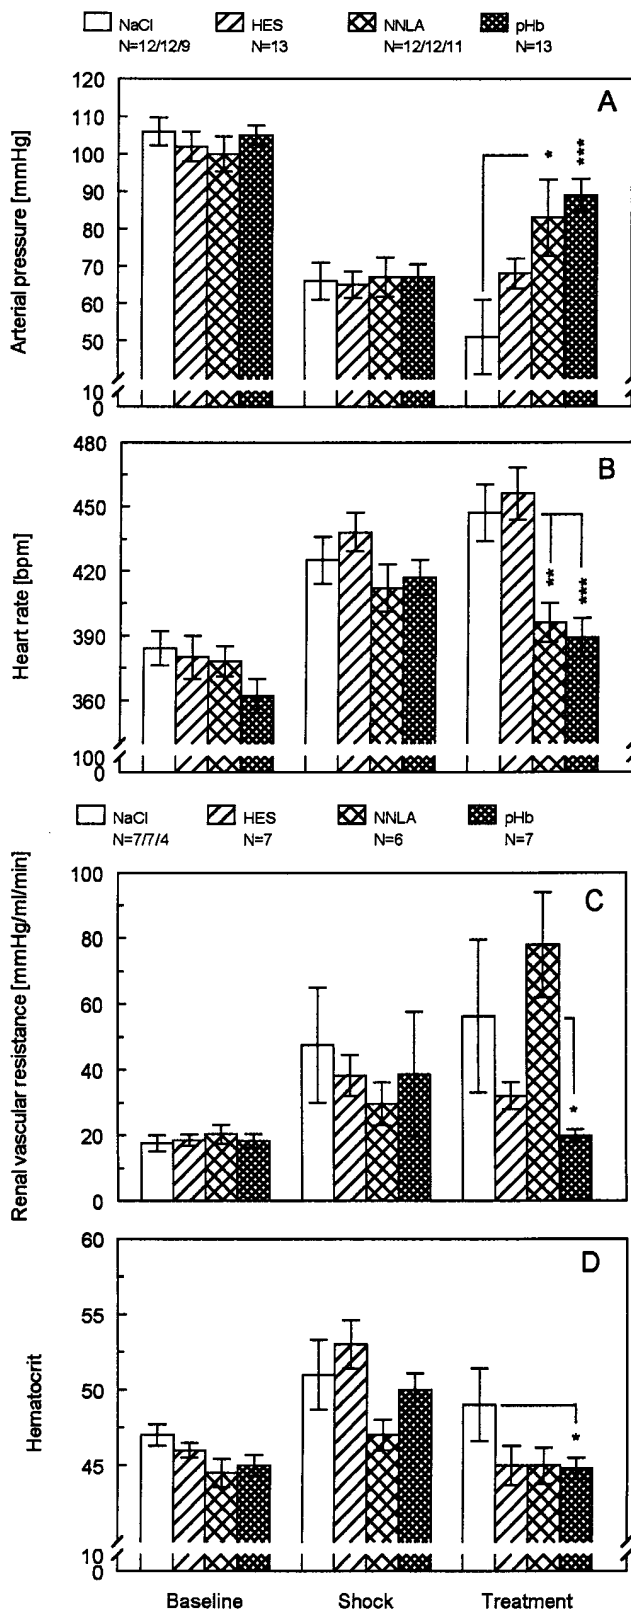 NaCl HES NNLA pHb
N=12/12/9 N=13 N=12/12/11 N=13
A
Arterial pressure [mmHg]
120
110
100
90
80
70
60
50
10
0
* ***
B
Heart rate [bpm]
480
450
420
390
360
100
0
** ***
NaCl HES NNLA pHb
N=7/7/4 N=7 N=6 N=7
C
Renal vascular resistance [mmHg/ml/min]
100
80
60
40
20
0
*
D
Hematocrit
60
55
50
45
10
0
*
Baseline Shock Treatment